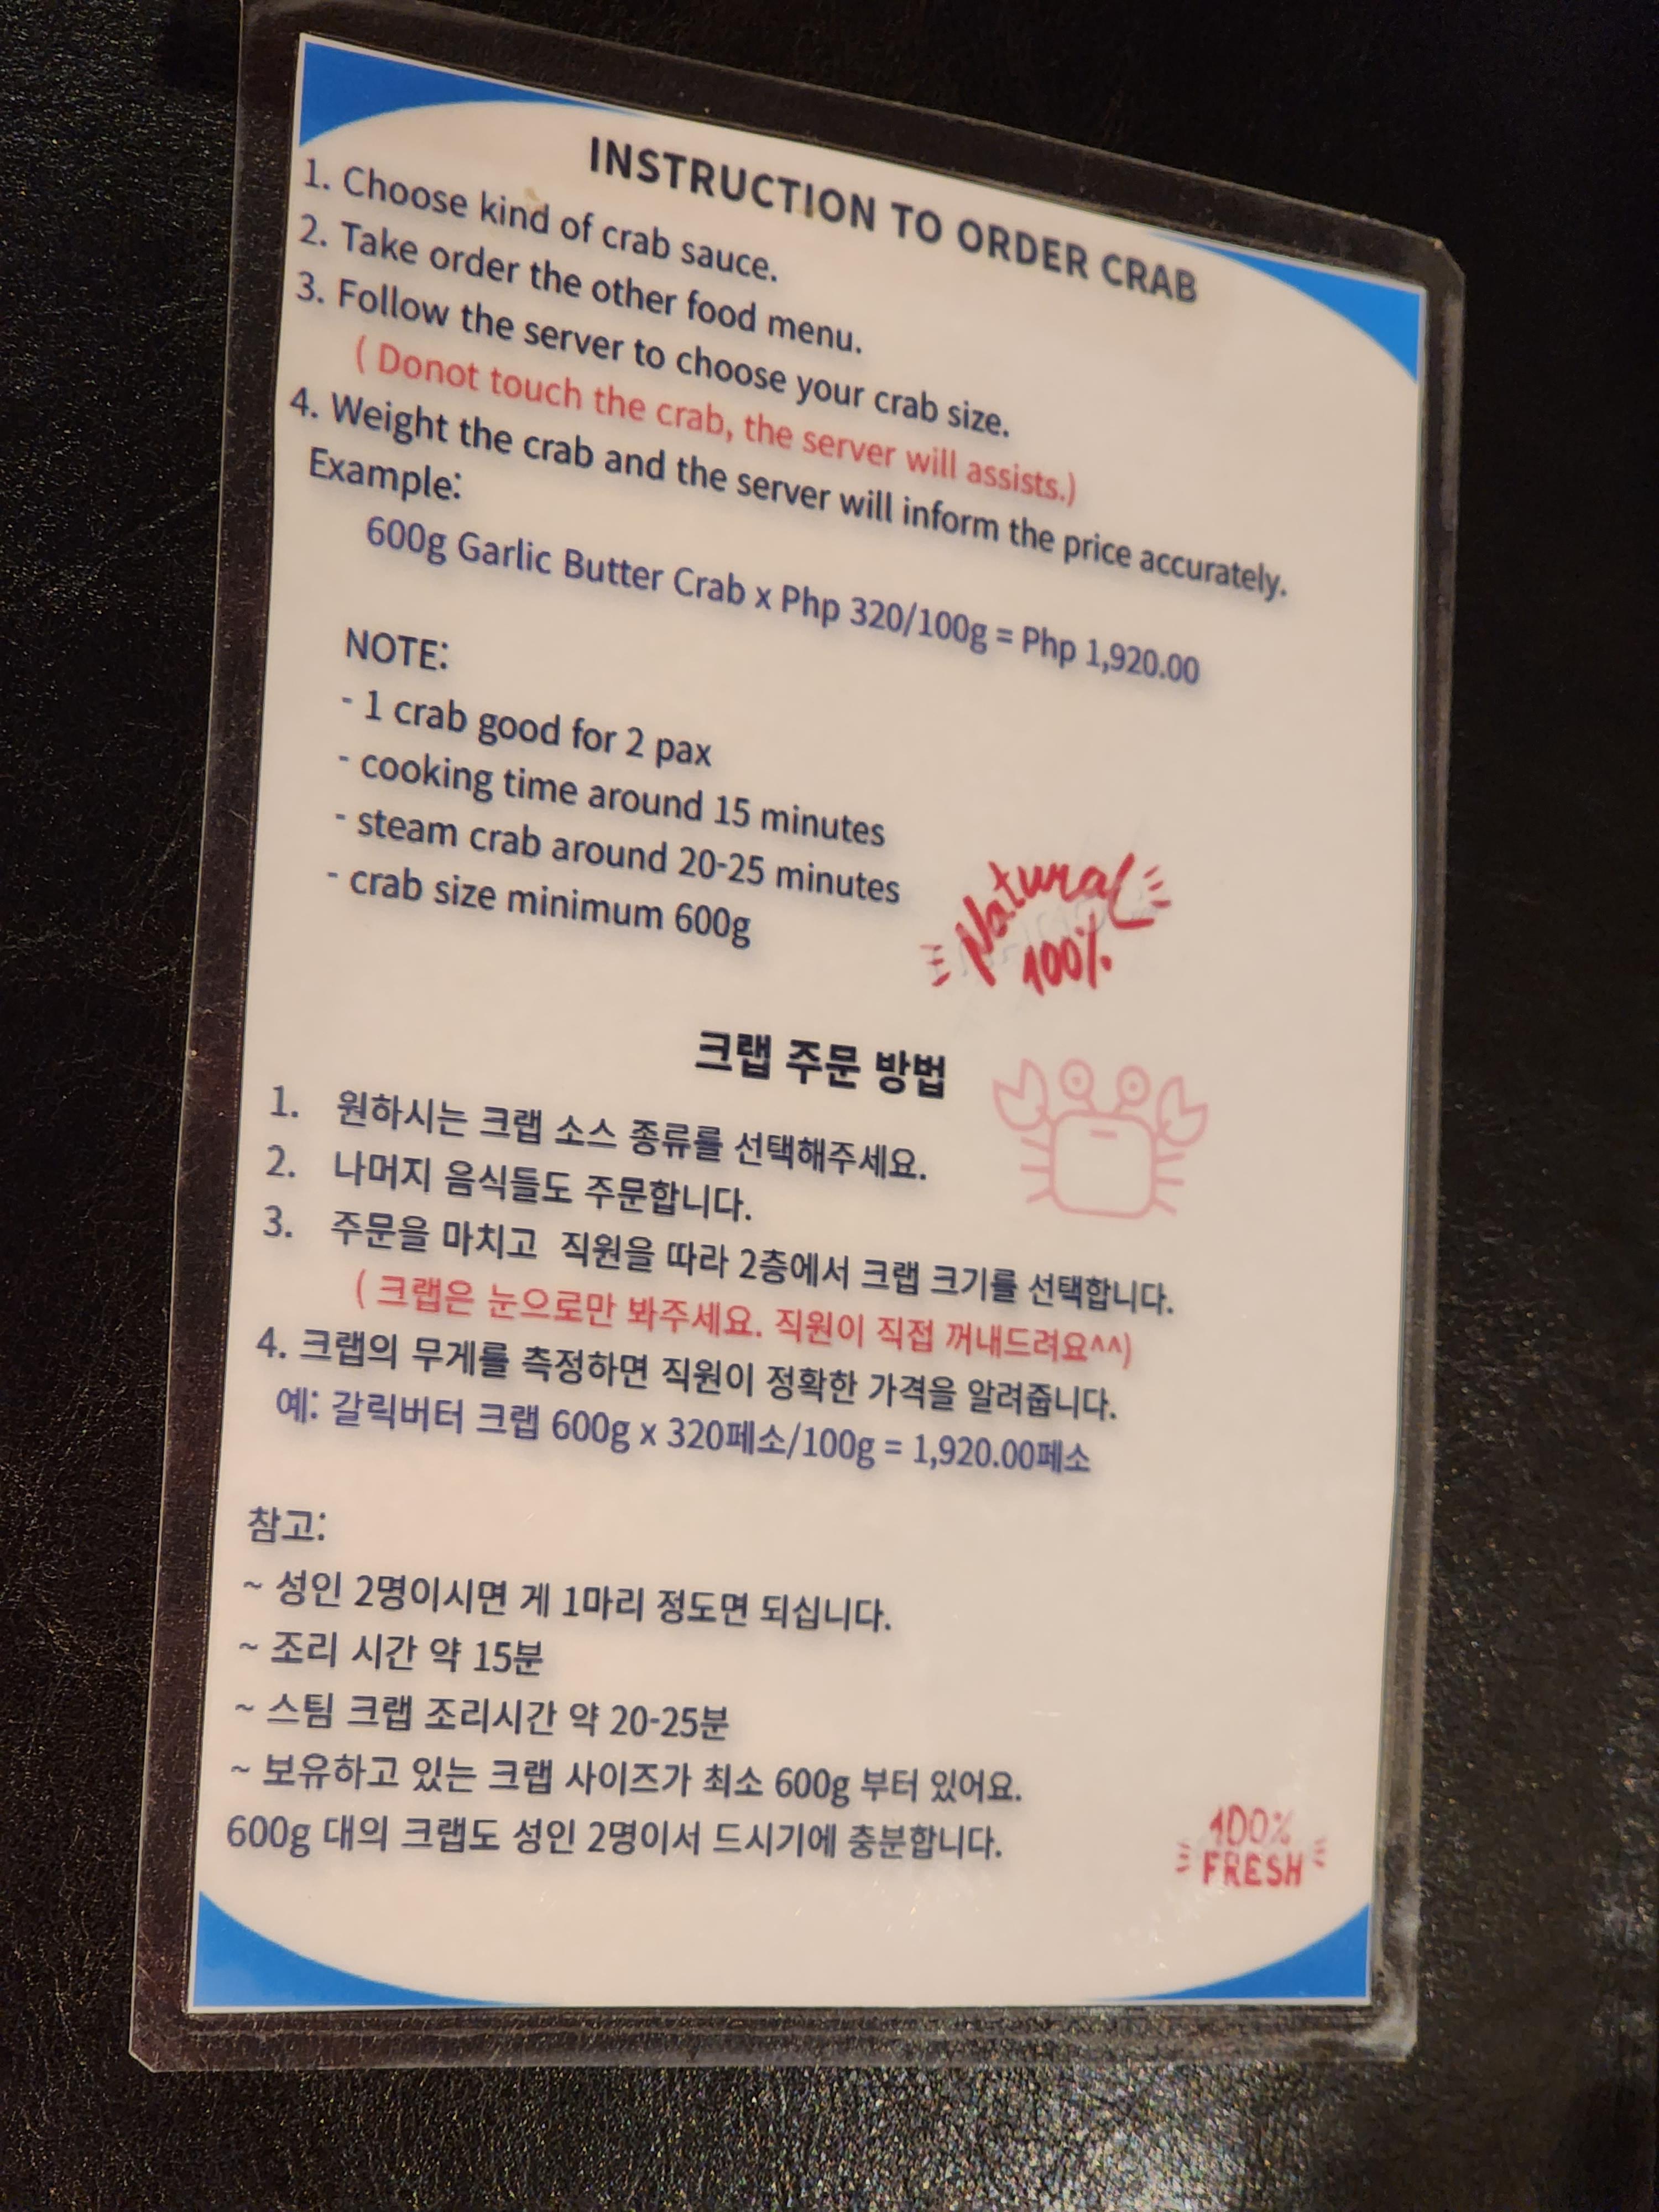 INSTRUCTION TO ORDER CRAB
1. Choose kind of crab sauce.
2. Take order the other food menu.
3. Follow the server to choose your crab size.
( Donot touch the crab, the server will assists.)
4. Weight the crab and the server will inform the price accurately.
Example:
600g Garlic Butter Crab x Php 320/100g = Php 1,920.00
NOTE:
- 1 crab good for 2 pax
- cooking time around 15 minutes
- steam crab around 20-25 minutes
- crab size minimum 600g
Natural
100%
크랩 주문 방법
1. 원하시는 크랩 소스 종류를 선택해주세요.
2. 나머지 음식들도 주문합니다.
3. 주문을 마치고 직원을 따라 2층에서 크랩 크기를 선택합니다.
( 크랩은 눈으로만 봐주세요. 직원이 직접 꺼내드려요^^)
4. 크랩의 무게를 측정하면 직원이 정확한 가격을 알려줍니다.
예: 갈릭버터 크랩 600g x 320페소/100g = 1,920.00페소
참고:
~ 성인 2명이시면 게 1마리 정도면 되십니다.
~ 조리 시간 약 15분
~ 스팀 크랩 조리시간 약 20-25분
~ 보유하고 있는 크랩 사이즈가 최소 600g 부터 있어요.
600g 대의 크랩도 성인 2명이서 드시기에 충분합니다.
100%
FRESH